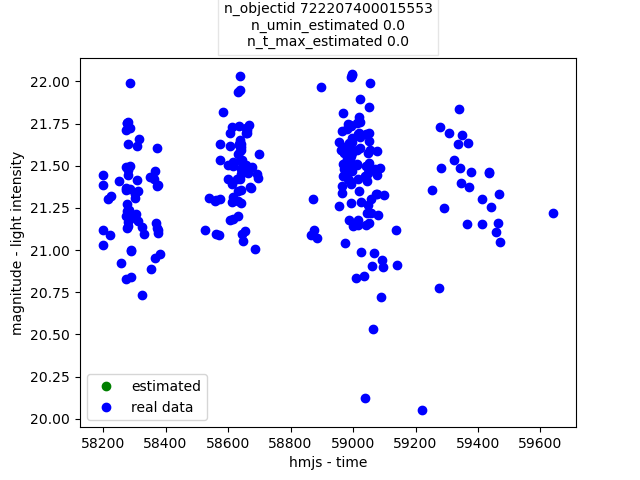 n_objectid 722207400015553
n_umin_estimated 0.0
n_t_max_estimated 0.0
magnitude - light intensity
22.00
21.75
21.50
21.25
21.00
20.75
20.50
20.25
20.00
estimated
real data
58200 58400 58600 58800 59000 59200 59400 59600
hmjs - time